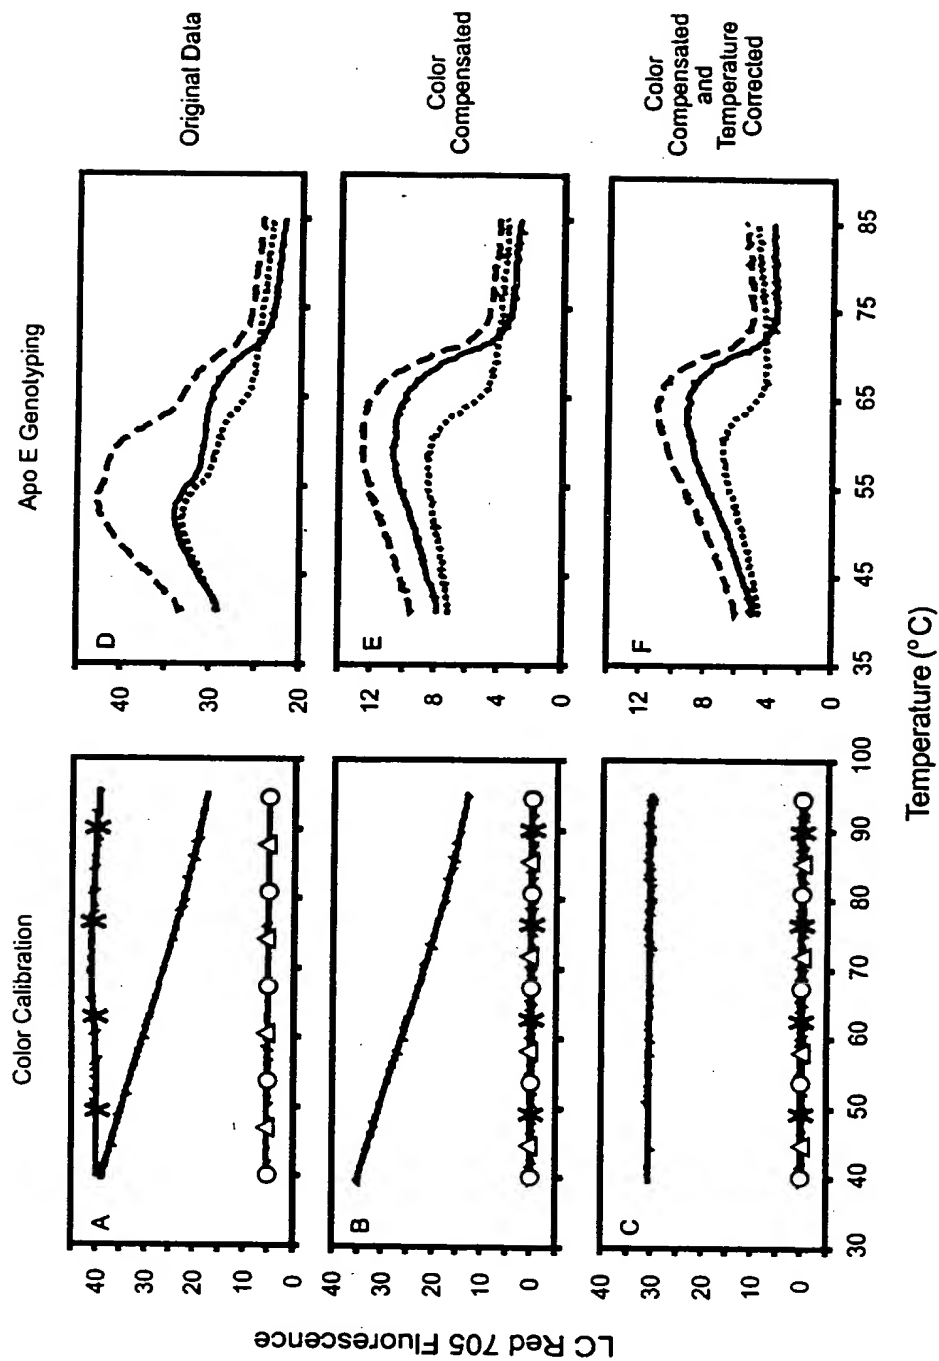 Color Calibration
Apo E Genolyping
LC Red 705 Fluorescence
A
40
30
20
10
0
D
40
30
20
Original Data
B
40
30
20
10
0
E
12
8
4
0
Color
Compensated
C
40
30
20
10
0
30
40
50
60
70
80
90
100
F
12
8
4
0
35
45
55
65
75
85
Color
Compensated
and
Temperature
Corrected
Temperature (ºC)